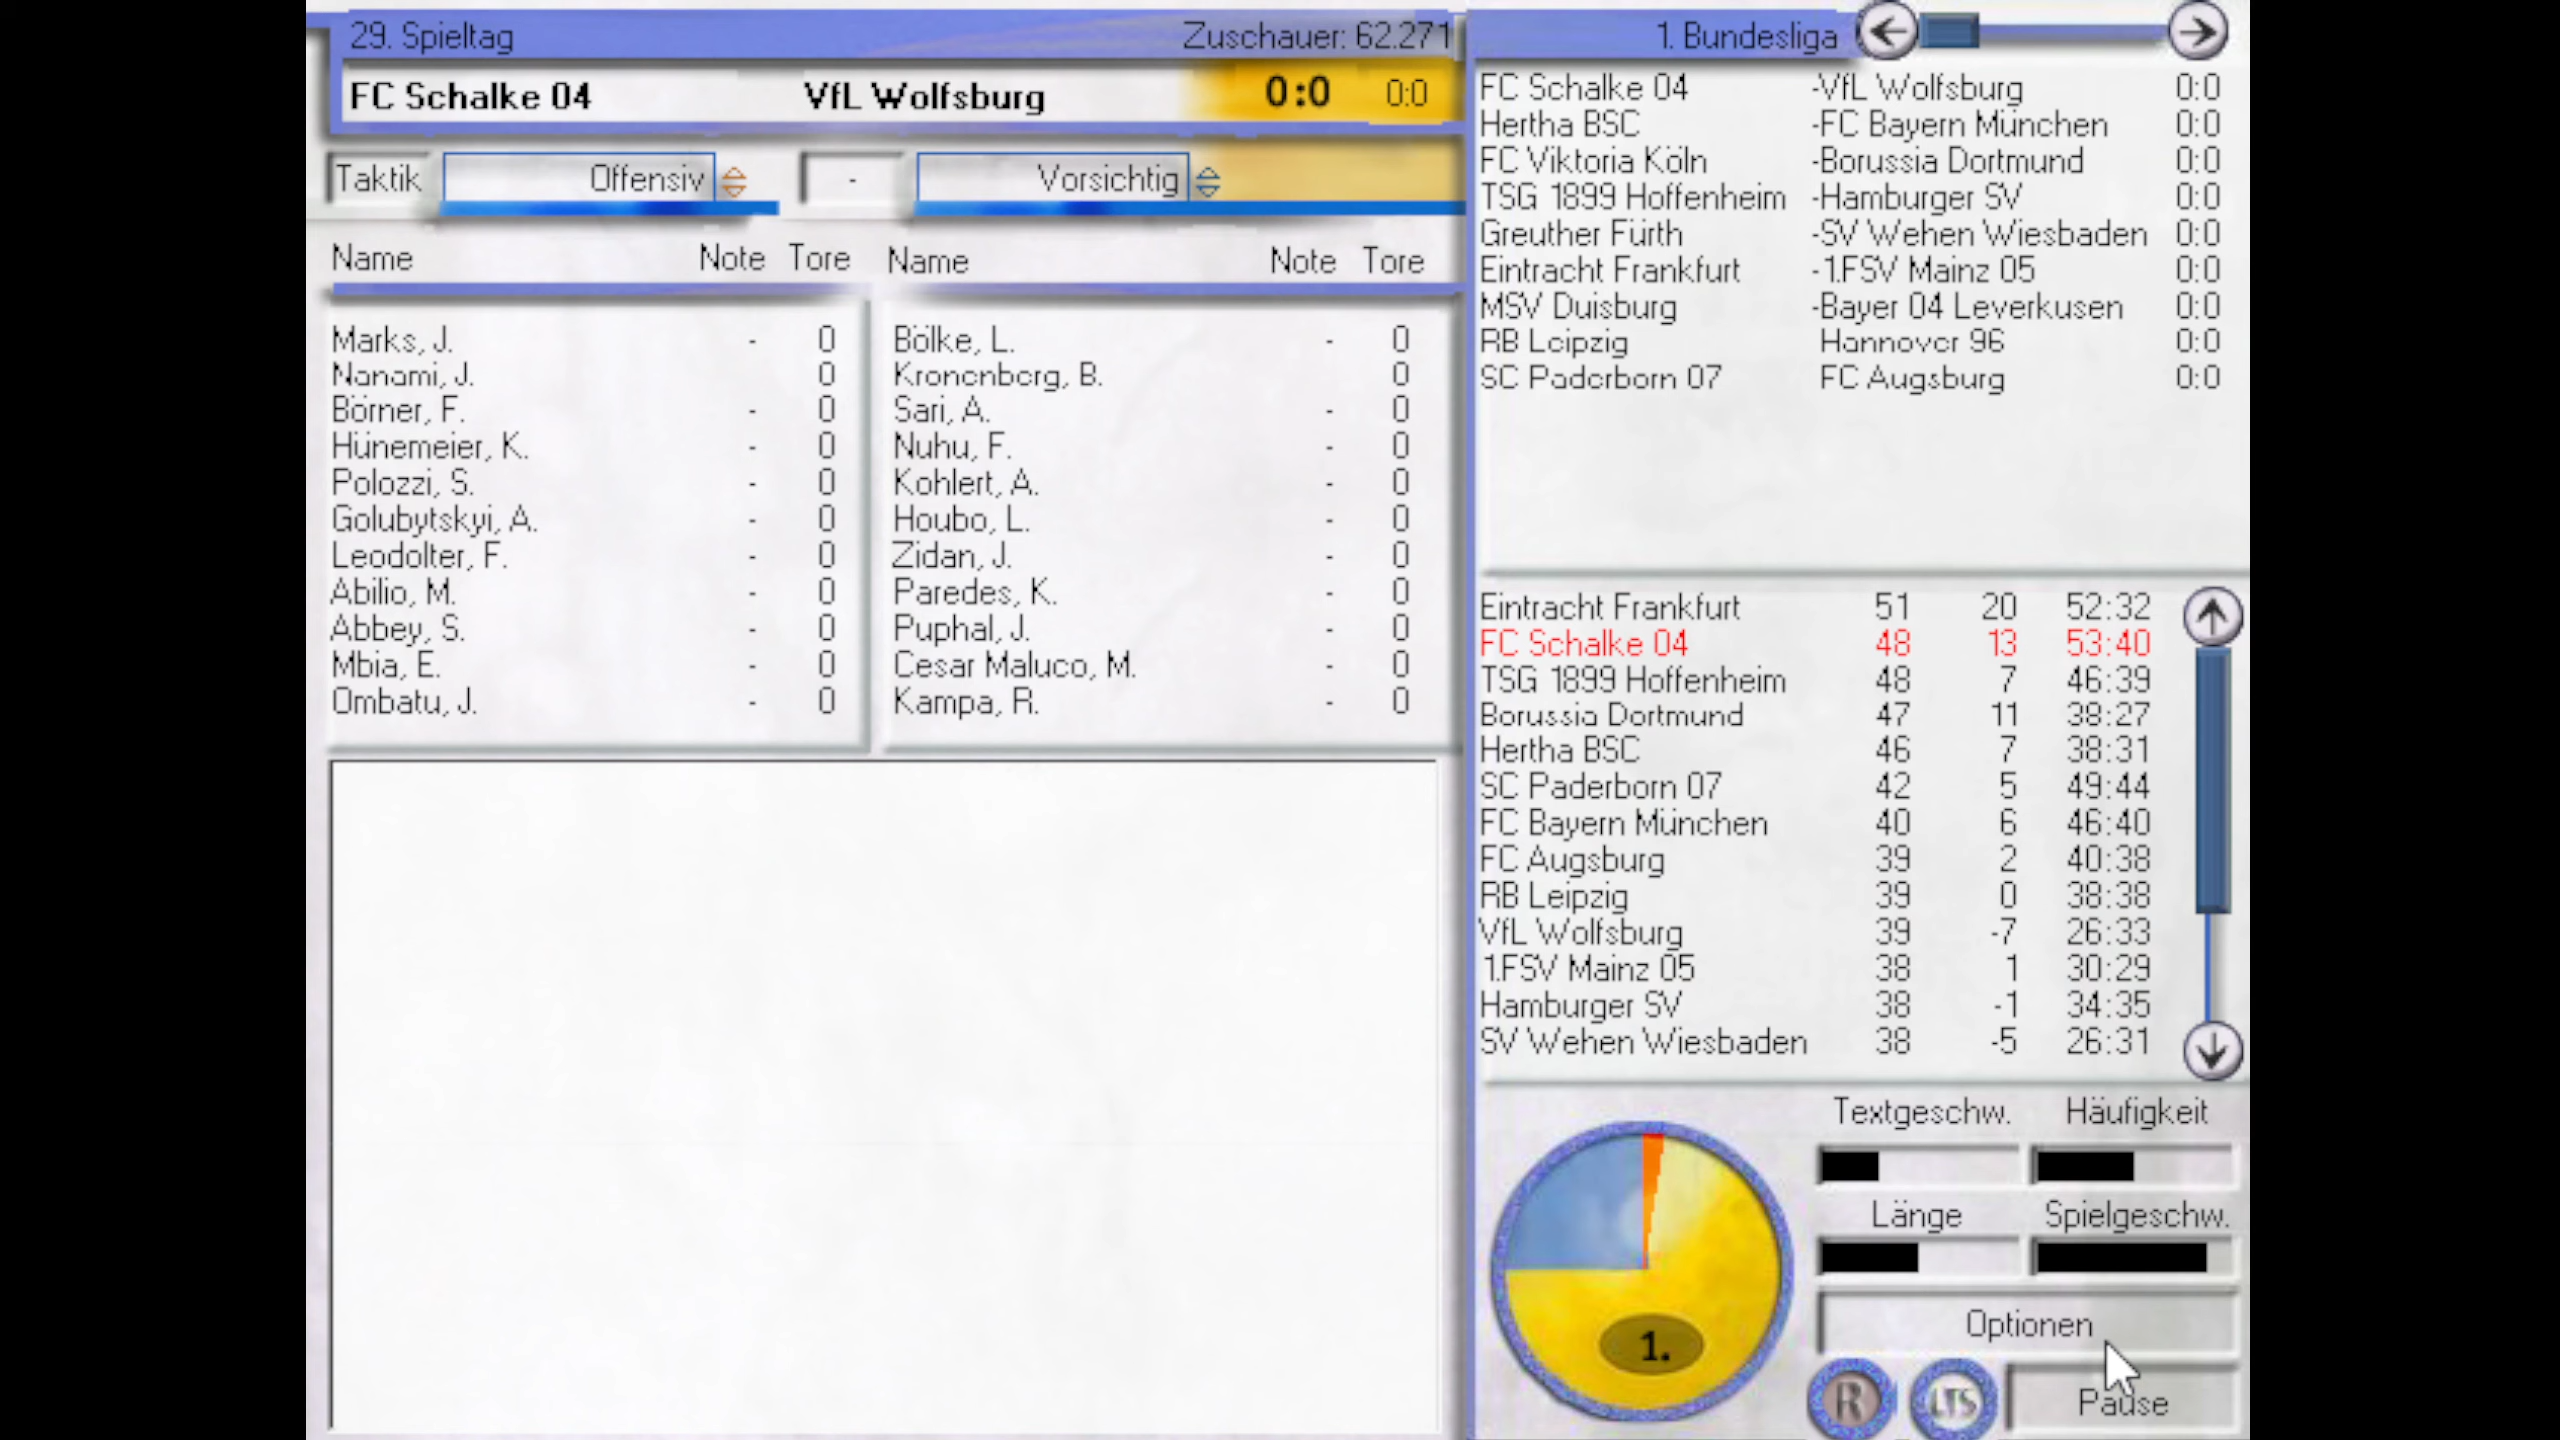 29. Spieltag Zuschauer: 62.271
FC Schalke 04 VfL Wolfsburg 0:0 0:0
Taktik Offensiv - Vorsichtig
Name Note Tore Name Note Tore
Marks, J. - 0 Bölke, L. - 0
Nanami, J. 0 Kronenberg, B. 0
Börner, F. - 0 Sari, A. - 0
Hünemeier, K. - 0 Nuhu, F. - 0
Polozzi, S. - 0 Kohlert, A. - 0
Golubytskyi, A. - 0 Houbo, L. - 0
Leodolter, F. - 0 Zidan, J. - 0
Abilio, M. - 0 Paredes, K. - 0
Abbey, S. - 0 Puphal, J. - 0
Mbia, E. - 0 Cesar Maluco, M. - 0
Ombatu, J. - 0 Kampa, R. - 0
1. Bundesliga
FC Schalke 04 -VfL Wolfsburg 0:0
Hertha BSC -FC Bayern München 0:0
FC Viktoria Köln -Borussia Dortmund 0:0
TSG 1899 Hoffenheim -Hamburger SV 0:0
Greuther Fürth -SV Wehen Wiesbaden 0:0
Eintracht Frankfurt -1.FSV Mainz 05 0:0
MSV Duisburg -Bayer 04 Leverkusen 0:0
RB Leipzig Hannover 96 0:0
SC Paderborn 07 FC Augsburg 0:0
Eintracht Frankfurt 51 20 52:32
FC Schalke 04 48 13 53:40
TSG 1899 Hoffenheim 48 7 46:39
Borussia Dortmund 47 11 38:27
Hertha BSC 46 7 38:31
SC Paderborn 07 42 5 49:44
FC Bayern München 40 6 46:40
FC Augsburg 39 2 40:38
RB Leipzig 39 0 38:38
VfL Wolfsburg 39 -7 26:33
1.FSV Mainz 05 38 1 30:29
Hamburger SV 38 -1 34:35
SV Wehen Wiesbaden 38 -5 26:31
Textgeschw. Häufigkeit
Länge Spielgeschw.
Optionen
1.
R LTS Pause